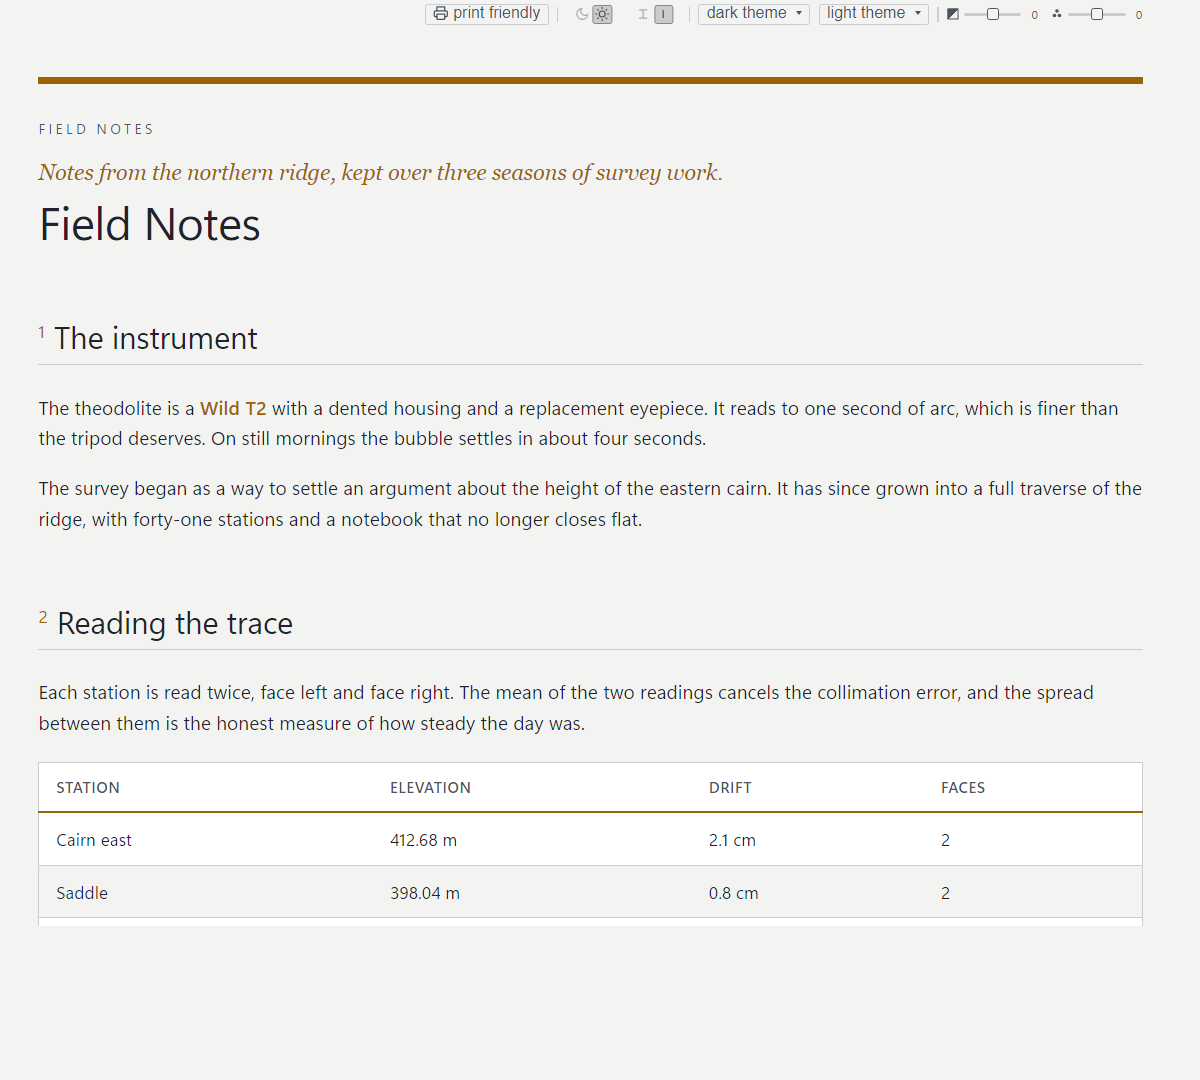 print friendly dark theme light theme 0 0
FIELD NOTES
Notes from the northern ridge, kept over three seasons of survey work.
Field Notes
1 The instrument
The theodolite is a Wild T2 with a dented housing and a replacement eyepiece. It reads to one second of arc, which is finer than
the tripod deserves. On still mornings the bubble settles in about four seconds.
The survey began as a way to settle an argument about the height of the eastern cairn. It has since grown into a full traverse of the
ridge, with forty-one stations and a notebook that no longer closes flat.
2 Reading the trace
Each station is read twice, face left and face right. The mean of the two readings cancels the collimation error, and the spread
between them is the honest measure of how steady the day was.
STATION ELEVATION DRIFT FACES
Cairn east 412.68 m 2.1 cm 2
Saddle 398.04 m 0.8 cm 2